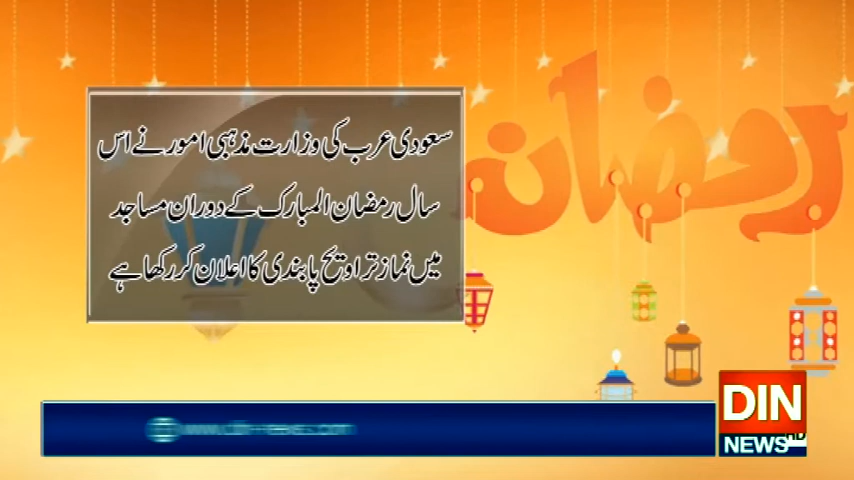 سعودی عرب کی وزارت مذہبی امور نے اس
سال رمضان المبارک کے دوران مساجد
میں نماز تراویح پابندی کا اعلان کر رکھا ہے
رمضان
DIN
NEWS
HD